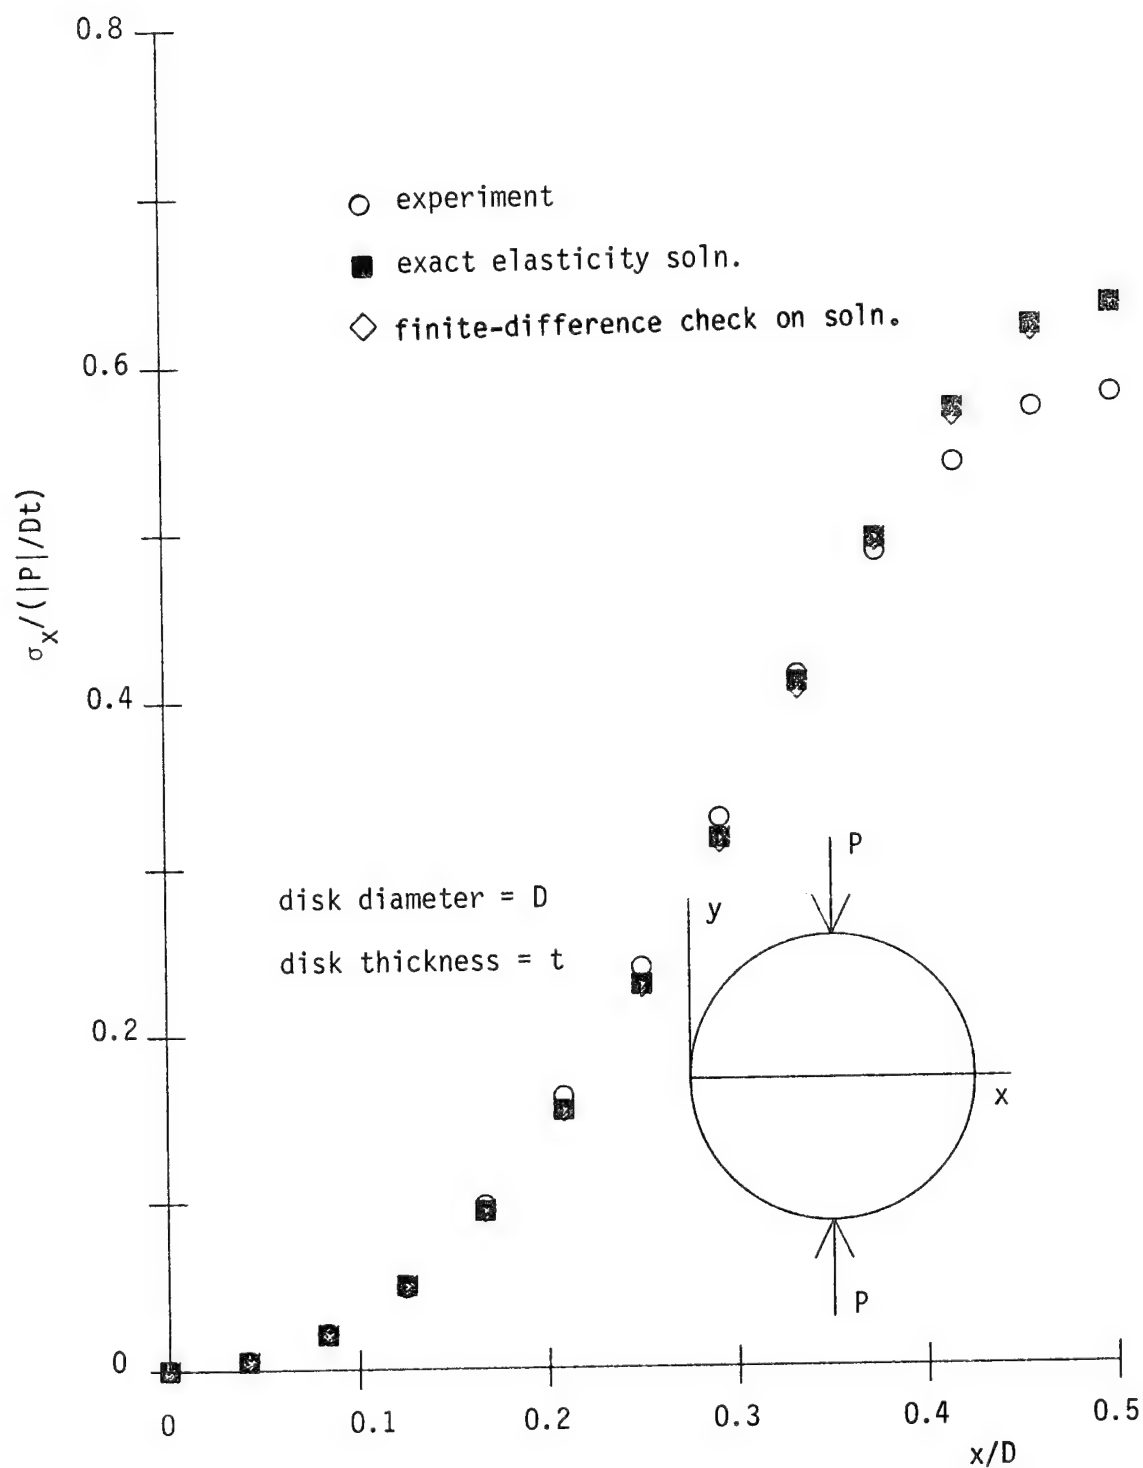 0.8
○ experiment
■ exact elasticity soln.
◇ finite-difference check on soln.
0.6
σx/(|P|/Dt)
0.4
P
disk diameter = D
y
disk thickness = t
0.2
x
P
0
0
0.1
0.2
0.3
0.4
0.5
x/D